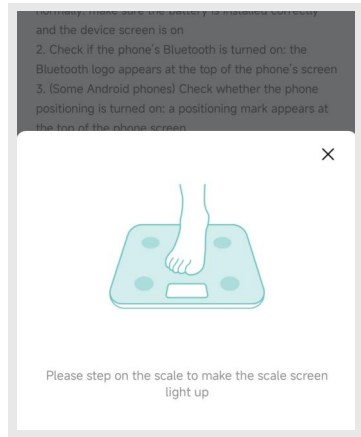 normally: make sure the battery is installed correctly
and the device screen is on
2. Check if the phone's Bluetooth is turned on: the
Bluetooth logo appears at the top of the phone's screen
3. (Some Android phones) Check whether the phone
positioning is turned on: a positioning mark appears at
the top of the phone screen
Please step on the scale to make the scale screen
light up